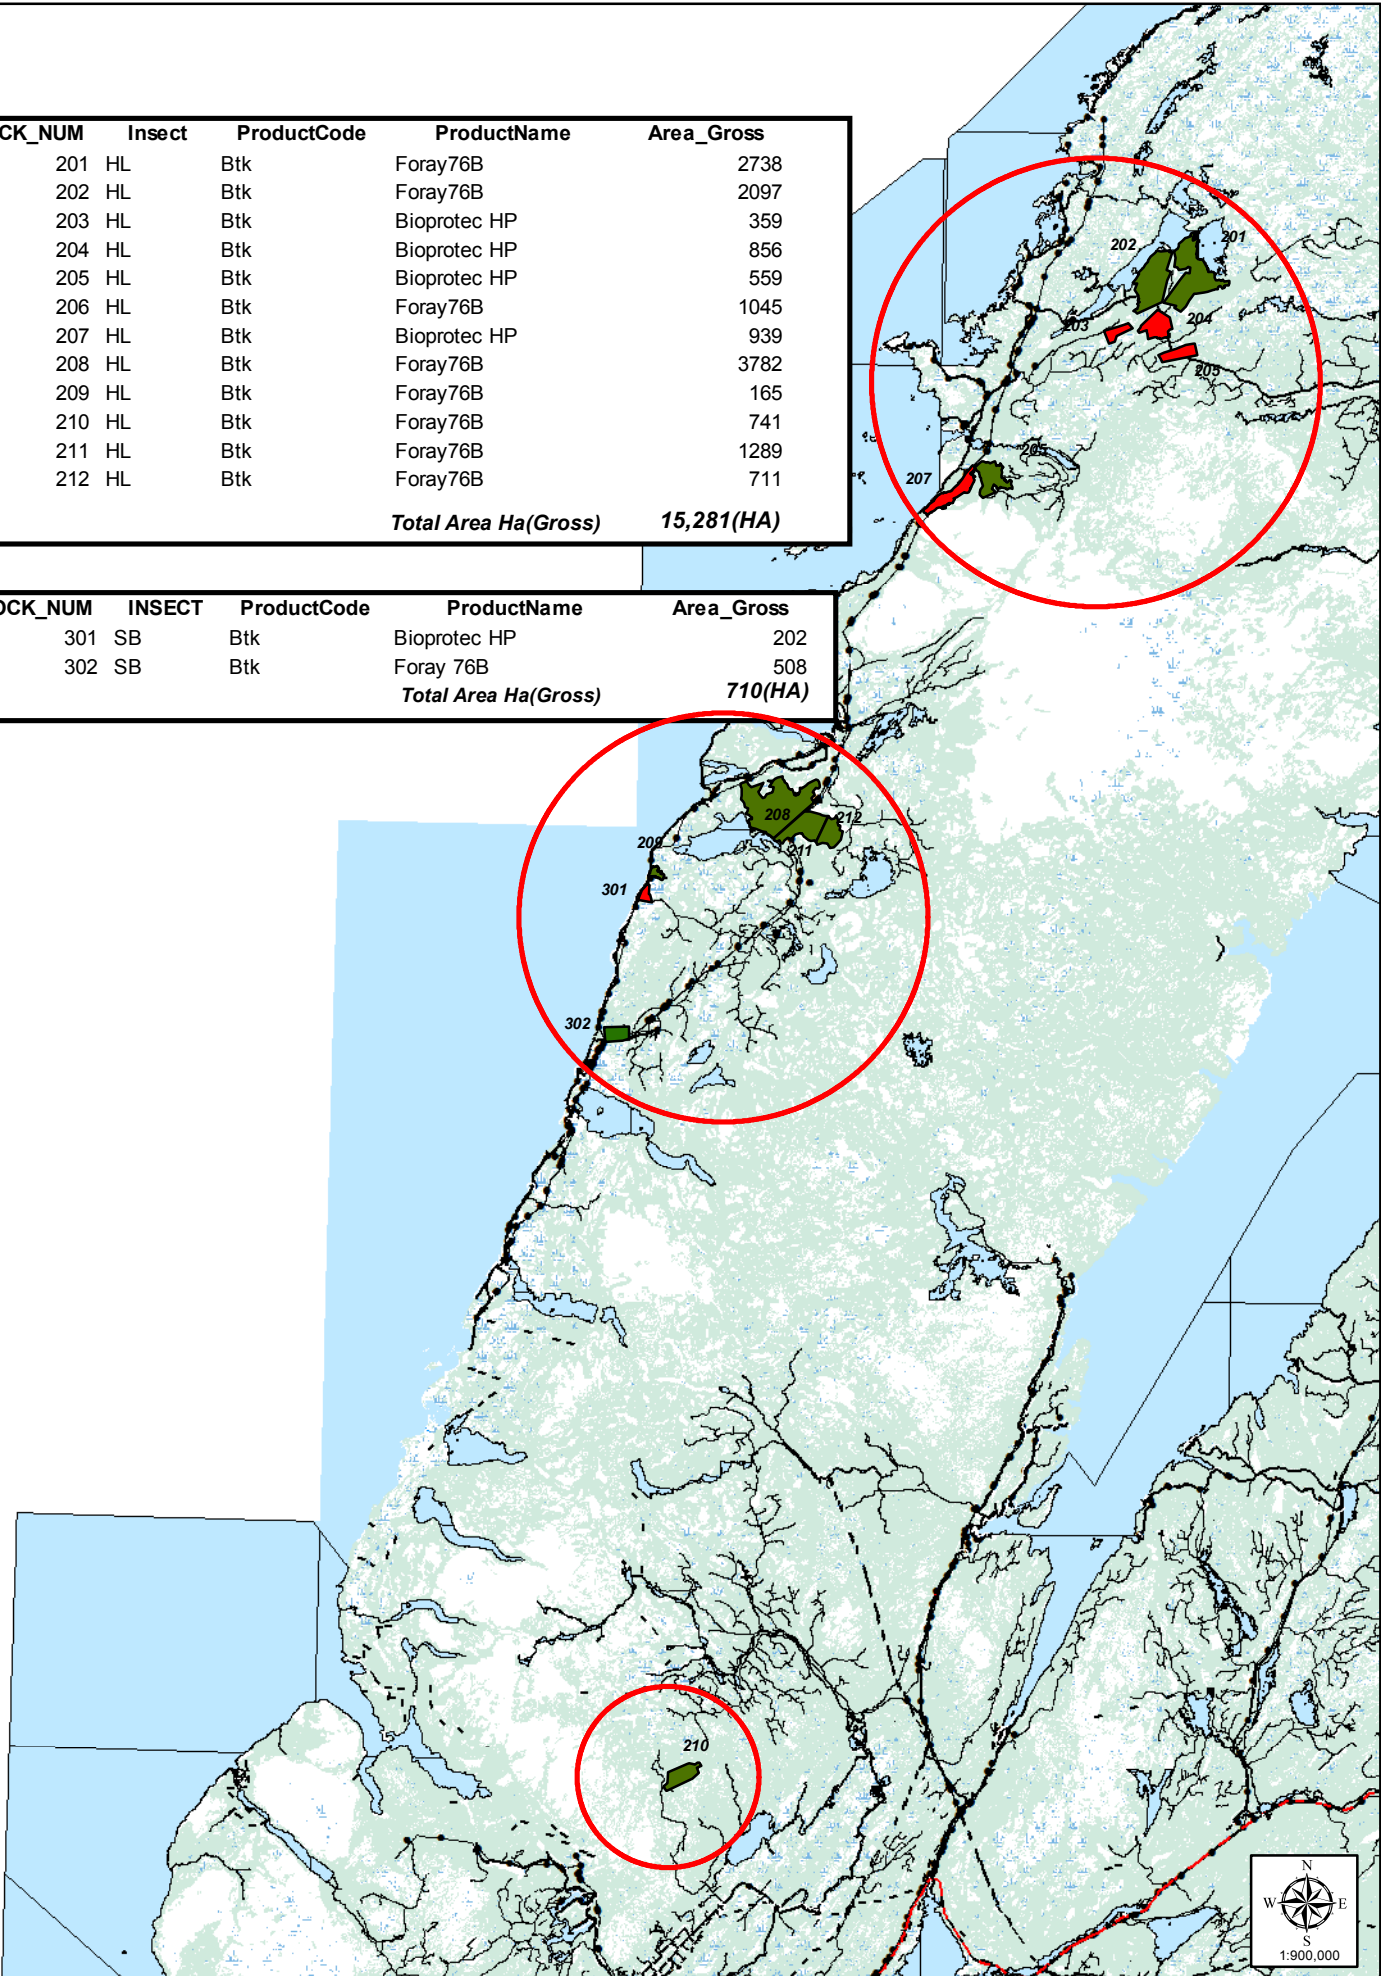 CK_NUM Insect ProductCode ProductName Area_Gross
201 HL Btk Foray76B 2738
202 HL Btk Foray76B 2097
203 HL Btk Bioprotec HP 359
204 HL Btk Bioprotec HP 856
205 HL Btk Bioprotec HP 559
206 HL Btk Foray76B 1045
207 HL Btk Bioprotec HP 939
208 HL Btk Foray76B 3782
209 HL Btk Foray76B 165
210 HL Btk Foray76B 741
211 HL Btk Foray76B 1289
212 HL Btk Foray76B 711
Total Area Ha(Gross) 15,281(HA)
OCK_NUM INSECT ProductCode ProductName Area_Gross
301 SB Btk Bioprotec HP 202
302 SB Btk Foray 76B 508
Total Area Ha(Gross) 710(HA)
202 201
203 204
205
207
208 212
209 211
301
302
210
N
W E
S
1:900,000